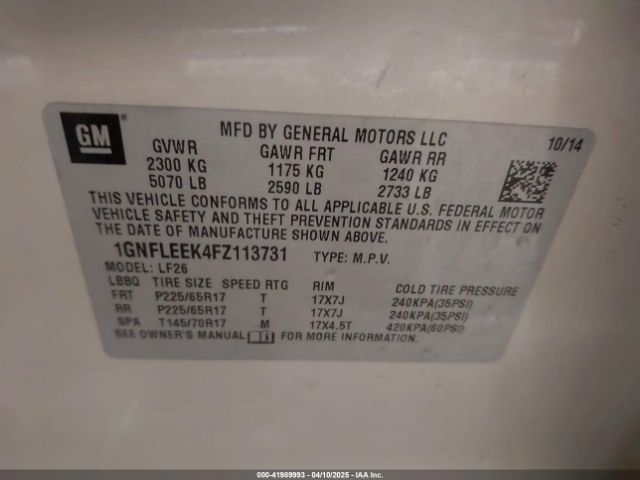 GM
MFD BY GENERAL MOTORS LLC
10/14
GVWR GAWR FRT GAWR RR
2300 KG 1175 KG 1240 KG
5070 LB 2590 LB 2733 LB
THIS VEHICLE CONFORMS TO ALL APPLICABLE U.S. FEDERAL MOTOR
VEHICLE SAFETY AND THEFT PREVENTION STANDARDS IN EFFECT ON
THE DATE OF MANUFACTURE SHOWN ABOVE.
1GNFLEEK4FZ113731 TYPE: M.P.V.
MODEL: LF26
LBBQ TIRE SIZE SPEED RTG RIM COLD TIRE PRESSURE
FRT P225/65R17 T 17X7J 240KPA(35PSI)
RR P225/65R17 T 17X7J 240KPA(35PSI)
SPA T145/70R17 M 17X4.5T 420KPA(60PSI)
SEE OWNER'S MANUAL FOR MORE INFORMATION.
000-41989993 - 04/10/2025 - IAA Inc.